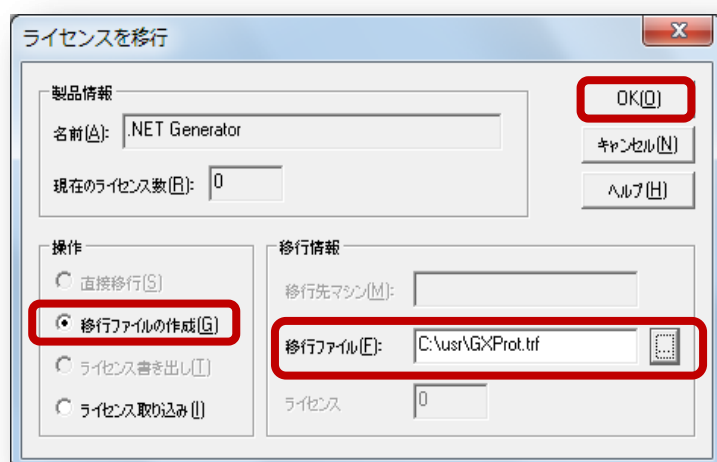 ライセンスを移行
製品情報
名前(A): .NET Generator
現在のライセンス数(R): 0
OK(O)
キャンセル(N)
ヘルプ(H)
操作
直接移行(S)
移行ファイルの作成(G)
ライセンス書き出し(T)
ライセンス取り込み(I)
移行情報
移行先マシン(M):
移行ファイル(F): C:\usr\GXProt.trf ...
ライセンス 0